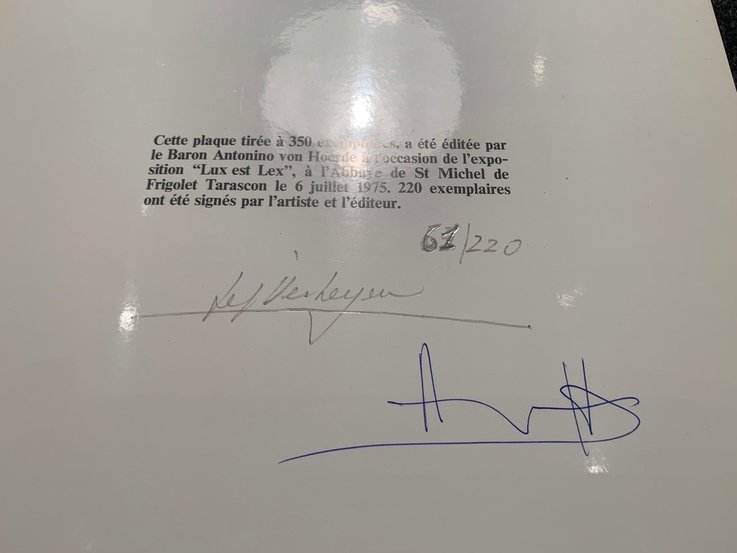 Cette plaque tirée à 350 exemplaires, a été éditée par
le Baron Antonino von Hoerde à l'occasion de l'expo-
sition "Lux est Lex", à l'Abbaye de St Michel de
Frigolet Tarascon le 6 juillet 1975. 220 exemplaires
ont été signés par l'artiste et l'éditeur.
61/220
Jef Verheyen